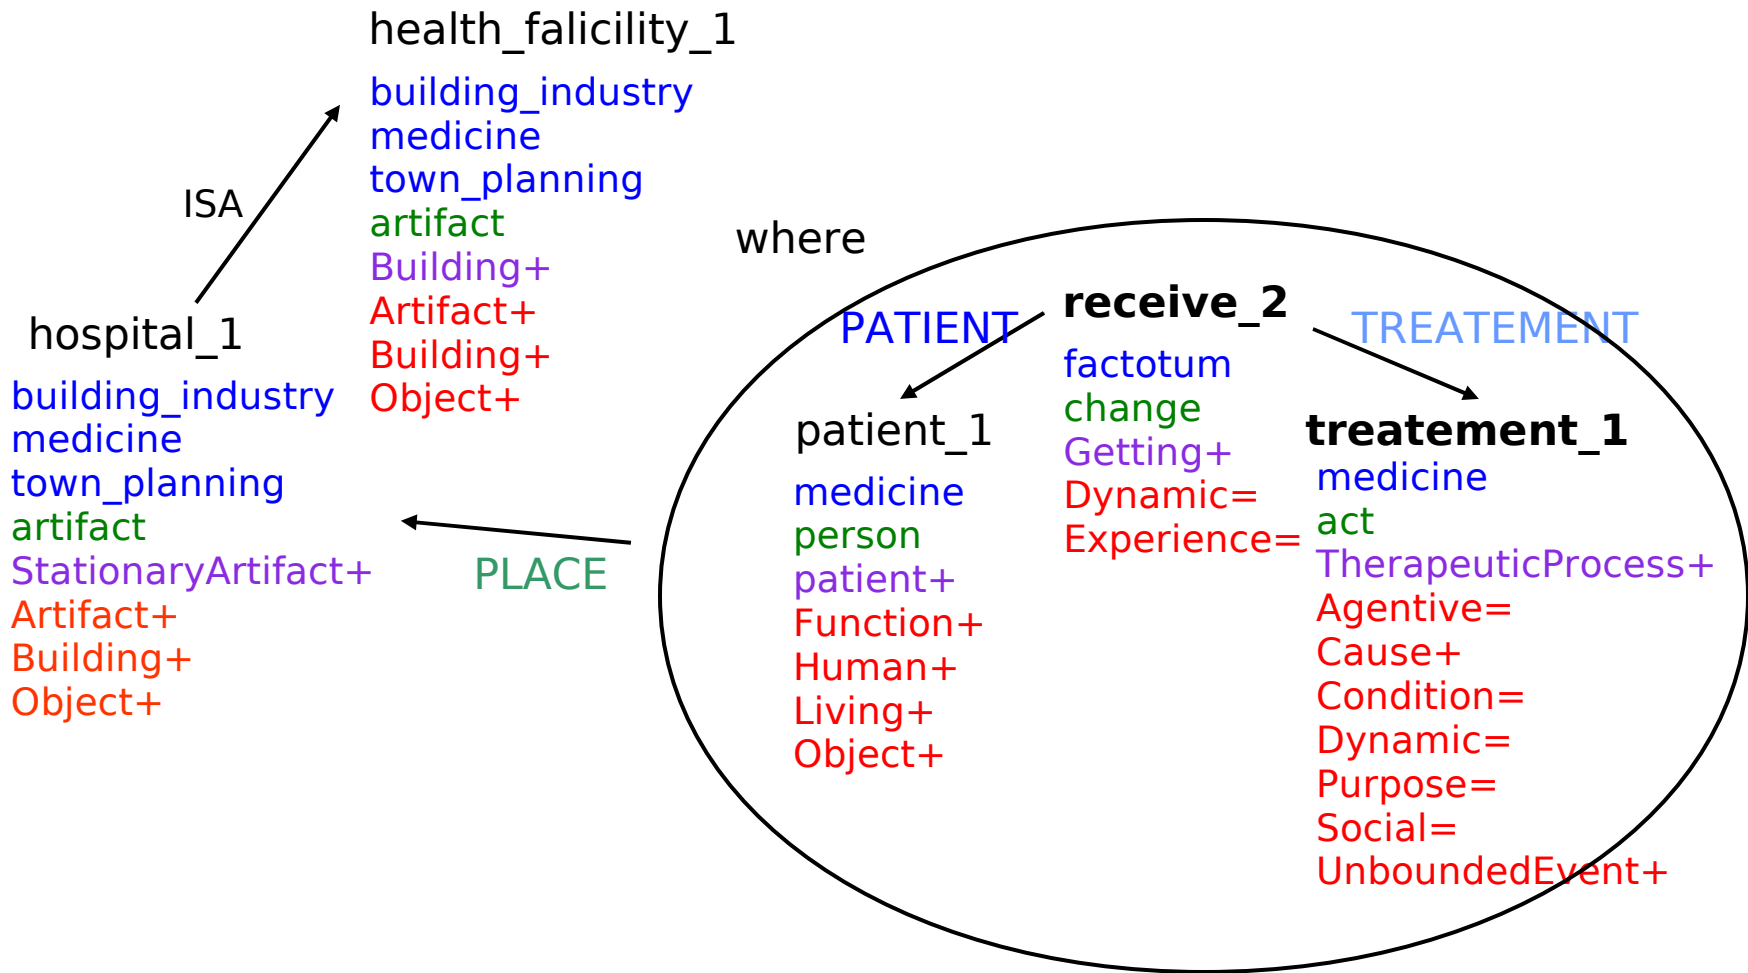 health_falicility_1
building_industry
medicine
town_planning
artifact
Building+
Artifact+
Building+
Object+
ISA
hospital_1
building_industry
medicine
town_planning
artifact
StationaryArtifact+
Artifact+
Building+
Object+
PLACE
where
PATIENT
receive_2
factotum
change
Getting+
Dynamic=
Experience=
TREATEMENT
patient_1
medicine
person
patient+
Function+
Human+
Living+
Object+
treatement_1
medicine
act
TherapeuticProcess+
Agentive=
Cause+
Condition=
Dynamic=
Purpose=
Social=
UnboundedEvent+